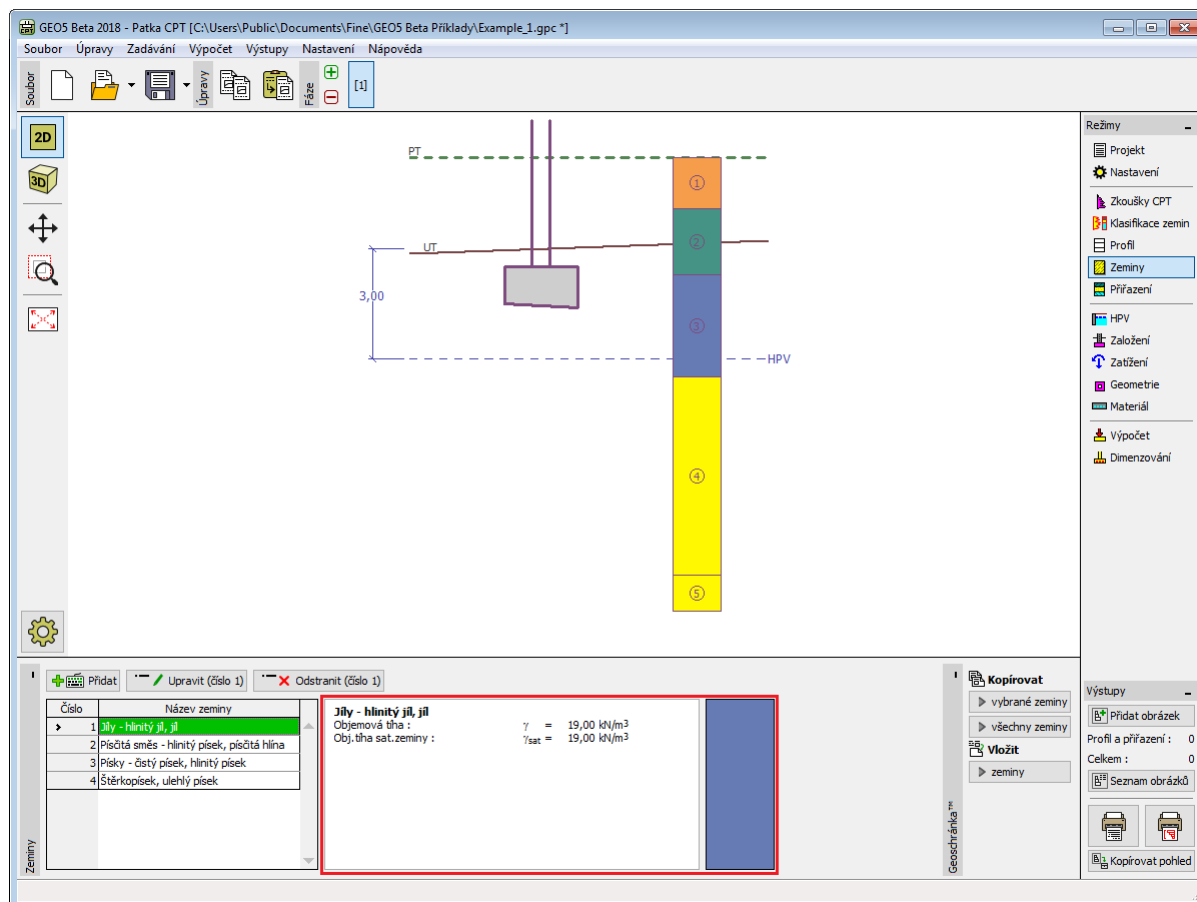 GEO5 Beta 2018 - Patka CPT [C:\Users\Public\Documents\Fine\GEO5 Beta Příklady\Example_1.gpc *]
Soubor Úpravy Zadávání Výpočet Výstupy Nastavení Nápověda
Soubor
Úpravy
Fáze
[1]
2D
3D
PT
UT
3,00
HPV
1
2
3
4
5
Režimy
Projekt
Nastavení
Zkoušky CPT
Klasifikace zemin
Profil
Zeminy
Přiřazení
HPV
Založení
Zatížení
Geometrie
Materiál
Výpočet
Dimenzování
Zeminy
Přidat
Upravit (číslo 1)
Odstranit (číslo 1)
Číslo Název zeminy
1 Jíly - hlinitý jíl, jíl
2 Písčitá směs - hlinitý písek, písčitá hlína
3 Písky - čistý písek, hlinitý písek
4 Štěrkopísek, ulehlý písek
Jíly - hlinitý jíl, jíl
Objemová tíha : γ = 19,00 kN/m³
Obj.tíha sat.zeminy : γsat = 19,00 kN/m³
Geoschránka™
Kopírovat
vybrané zeminy
všechny zeminy
Vložit
zeminy
Výstupy
Přidat obrázek
Profil a přiřazení : 0
Celkem : 0
Seznam obrázků
Kopírovat pohled